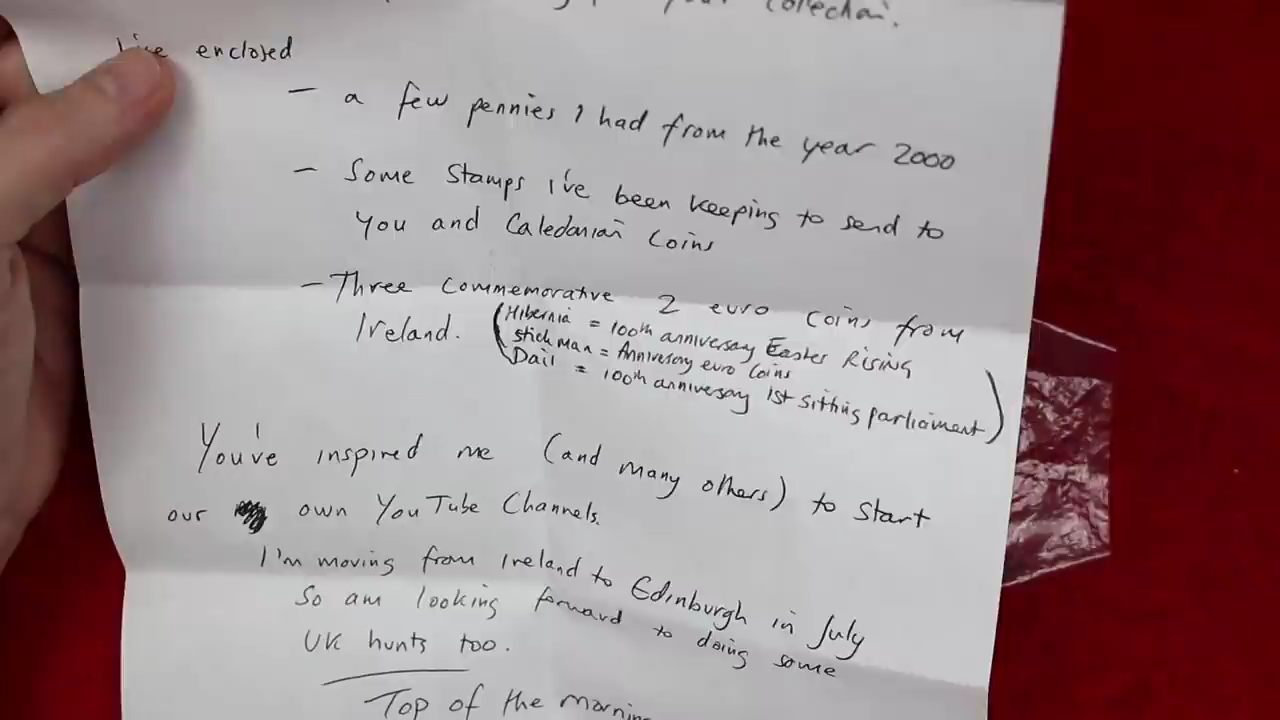 your collection.
I've enclosed
- a few pennies I had from the year 2000
- Some stamps I've been keeping to send to
you and Caledonian Coins
- Three commemorative 2 euro coins from
Ireland. (Hibernia = 100th anniversary Easter Rising
Stick man = Anniversary euro coins
Dail = 100th anniversary 1st sitting parliament)
You've inspired me (and many others) to start
our own YouTube Channels.
I'm moving from Ireland to Edinburgh in July
So am looking forward to doing some
UK hunts too.
Top of the morning